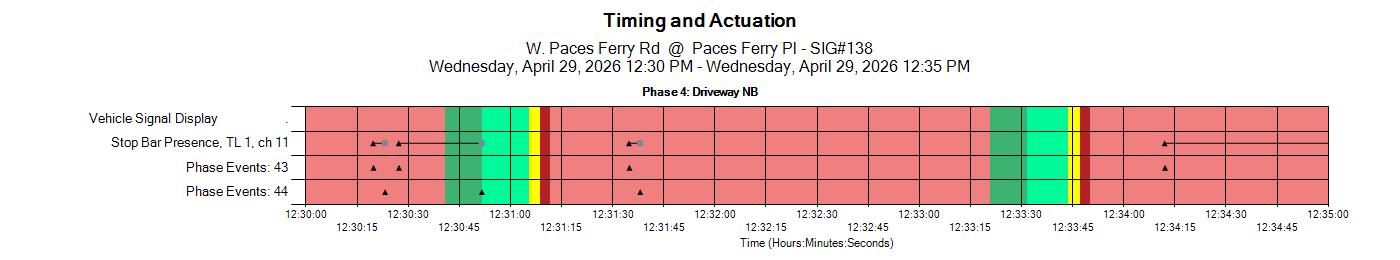 Timing and Actuation
W. Paces Ferry Rd @ Paces Ferry Pl - SIG#138
Wednesday, April 29, 2026 12:30 PM - Wednesday, April 29, 2026 12:35 PM
Phase 4: Driveway NB
Vehicle Signal Display .
Stop Bar Presence, TL 1, ch 11
Phase Events: 43
Phase Events: 44
12:30:00 12:30:30 12:31:00 12:31:30 12:32:00 12:32:30 12:33:00 12:33:30 12:34:00 12:34:30 12:35:00
12:30:15 12:30:45 12:31:15 12:31:45 12:32:15 12:32:45 12:33:15 12:33:45 12:34:15 12:34:45
Time (Hours:Minutes:Seconds)